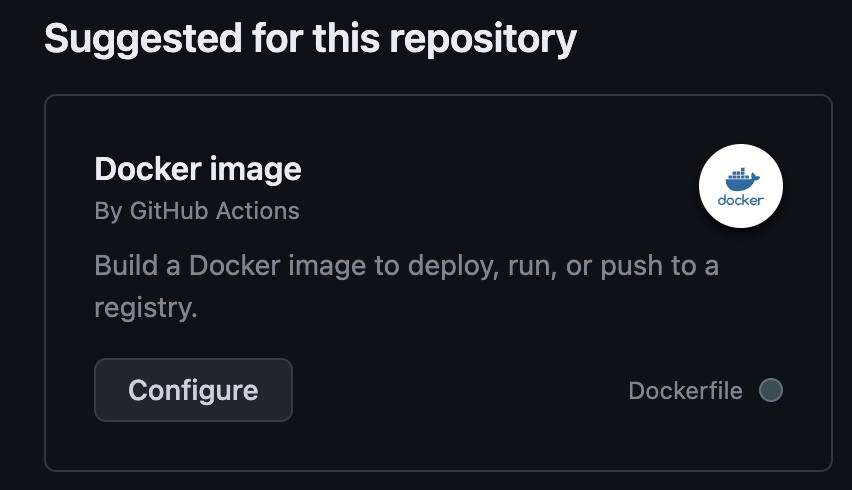 Suggested for this repository
Docker image
docker
By GitHub Actions
Build a Docker image to deploy, run, or push to a
registry.
Configure
Dockerfile